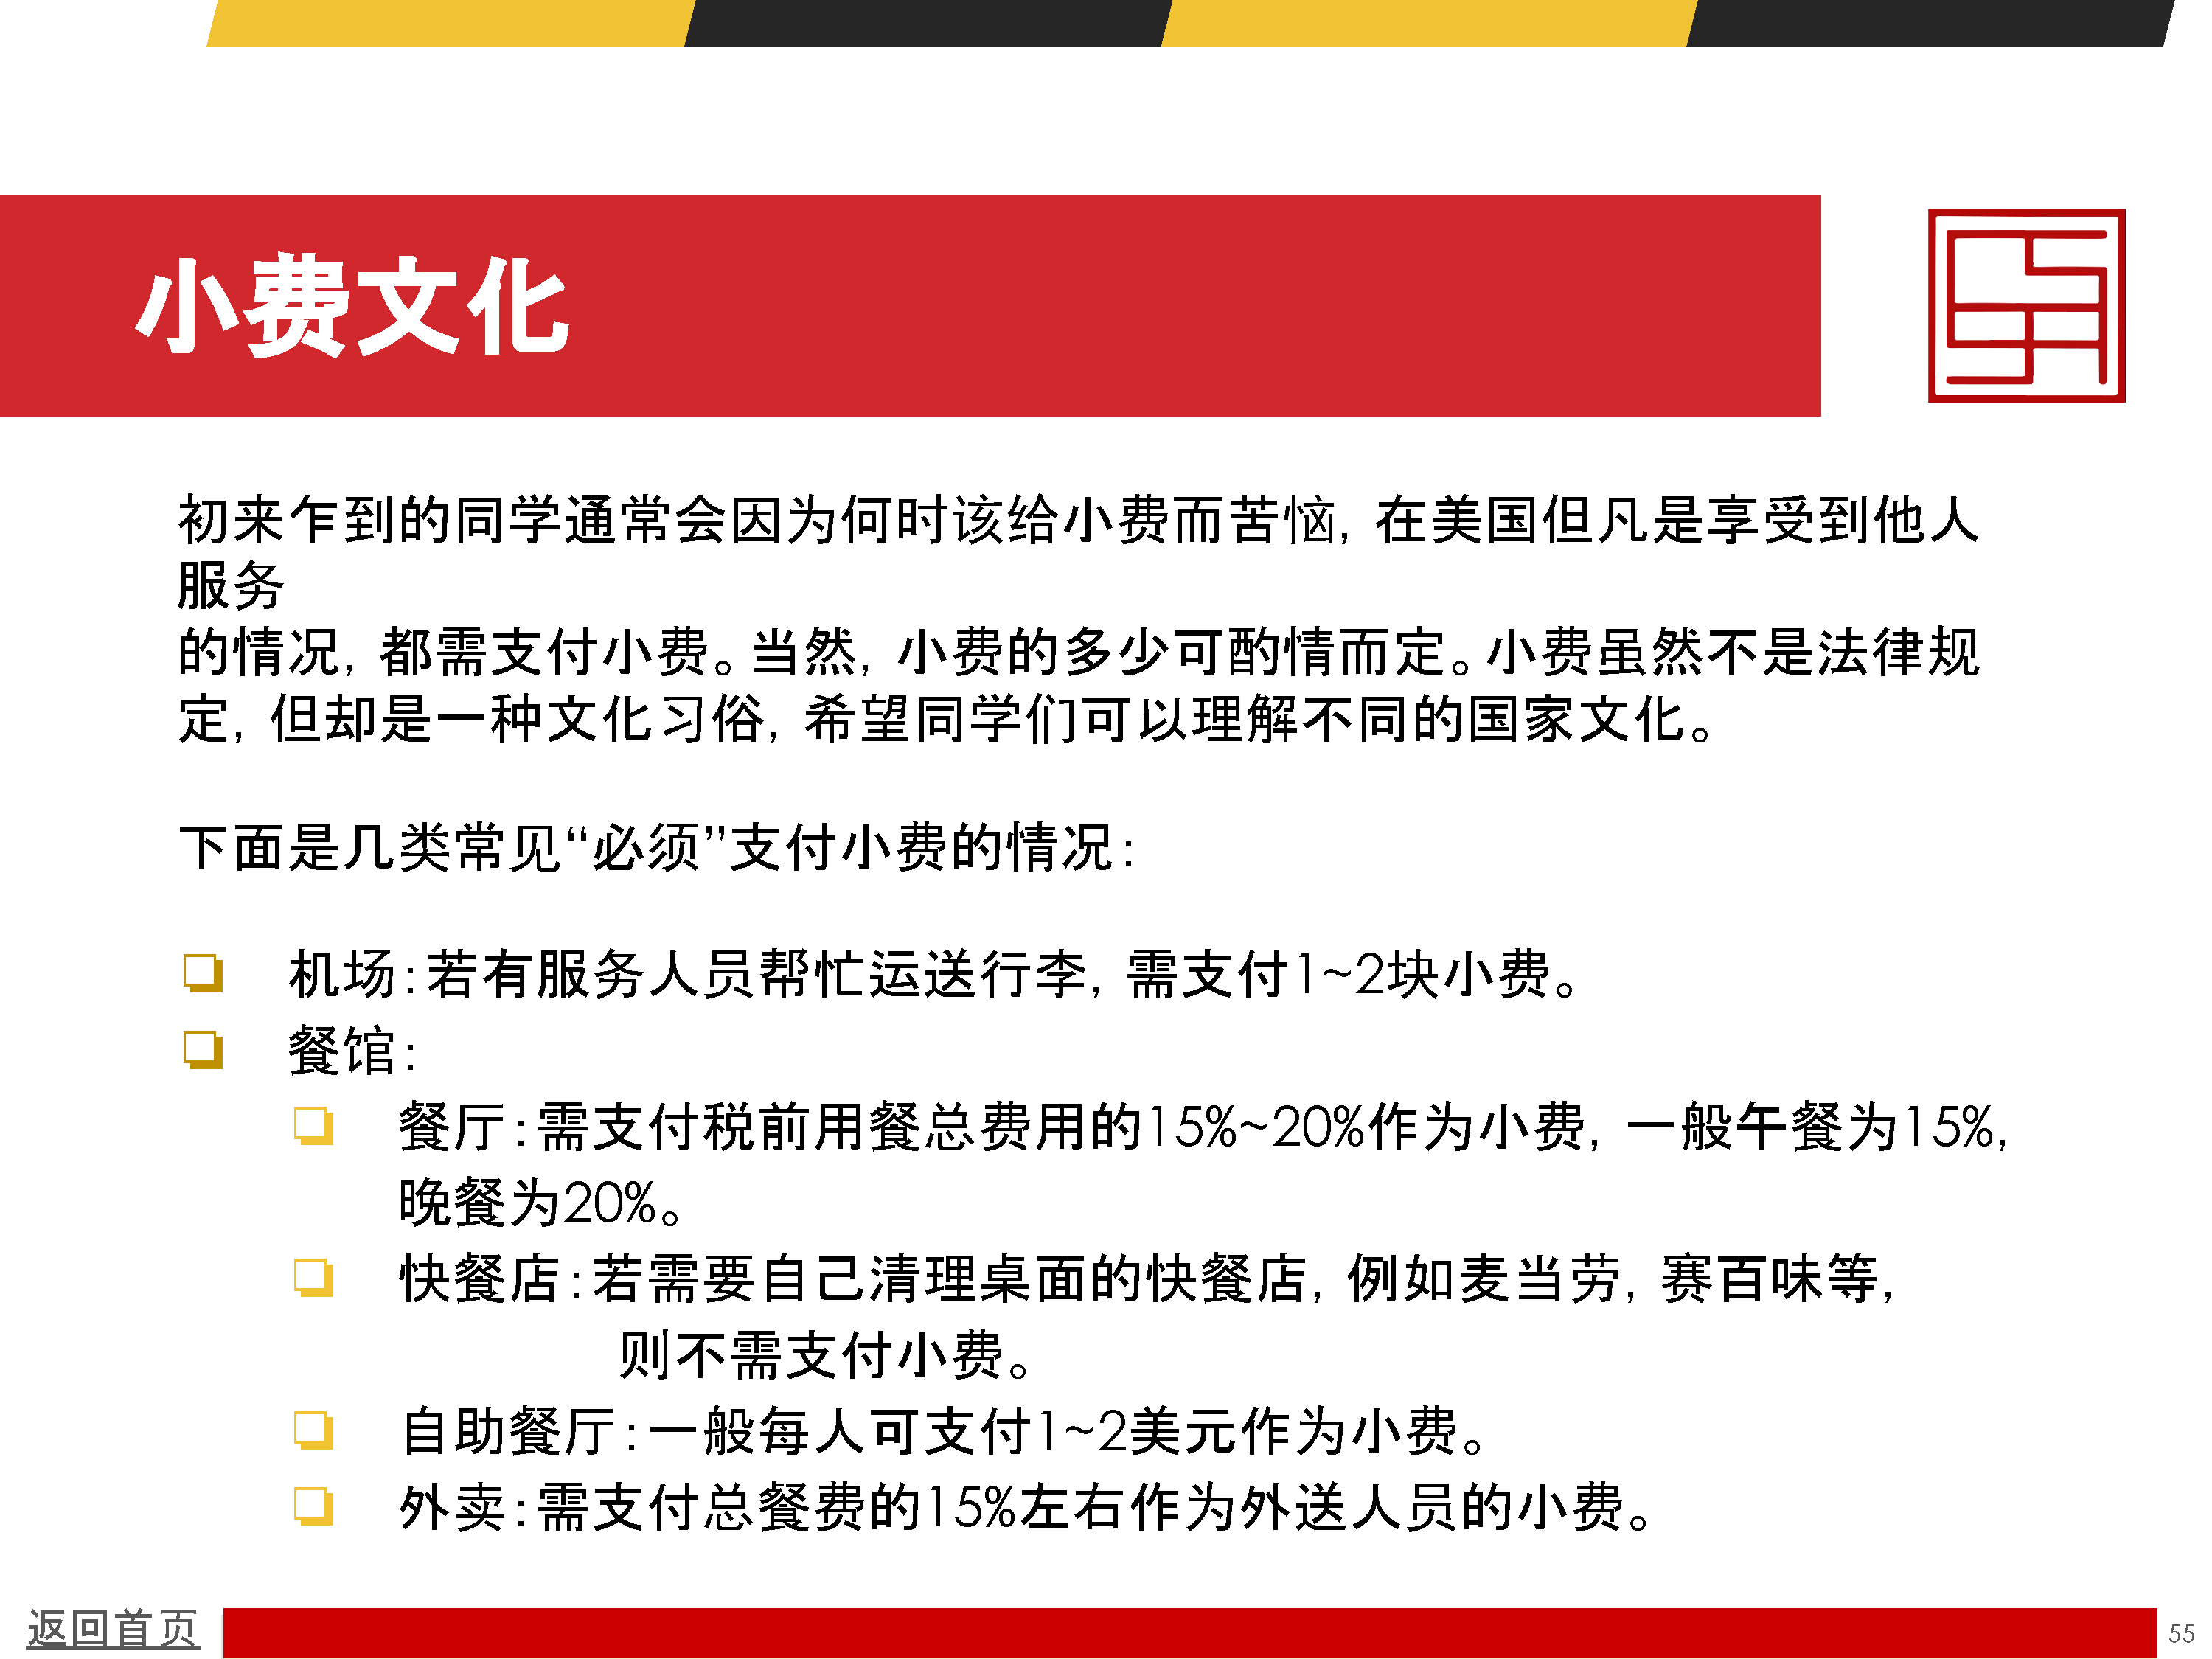 小费文化
初来乍到的同学通常会因为何时该给小费而苦恼，在美国但凡是享受到他人
服务
的情况，都需支付小费。当然，小费的多少可酌情而定。小费虽然不是法律规
定，但却是一种文化习俗，希望同学们可以理解不同的国家文化。
下面是几类常见“必须”支付小费的情况：
机场：若有服务人员帮忙运送行李，需支付1~2块小费。
餐馆：
餐厅：需支付税前用餐总费用的15%~20%作为小费，一般午餐为15%，
晚餐为20%。
快餐店：若需要自己清理桌面的快餐店，例如麦当劳，赛百味等，
则不需支付小费。
自助餐厅：一般每人可支付1~2美元作为小费。
外卖：需支付总餐费的15%左右作为外送人员的小费。
返回首页
55